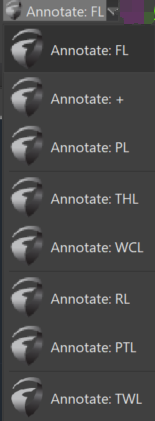 Annotate: FL
Annotate: FL
Annotate: +
Annotate: PL
Annotate: THL
Annotate: WCL
Annotate: RL
Annotate: PTL
Annotate: TWL